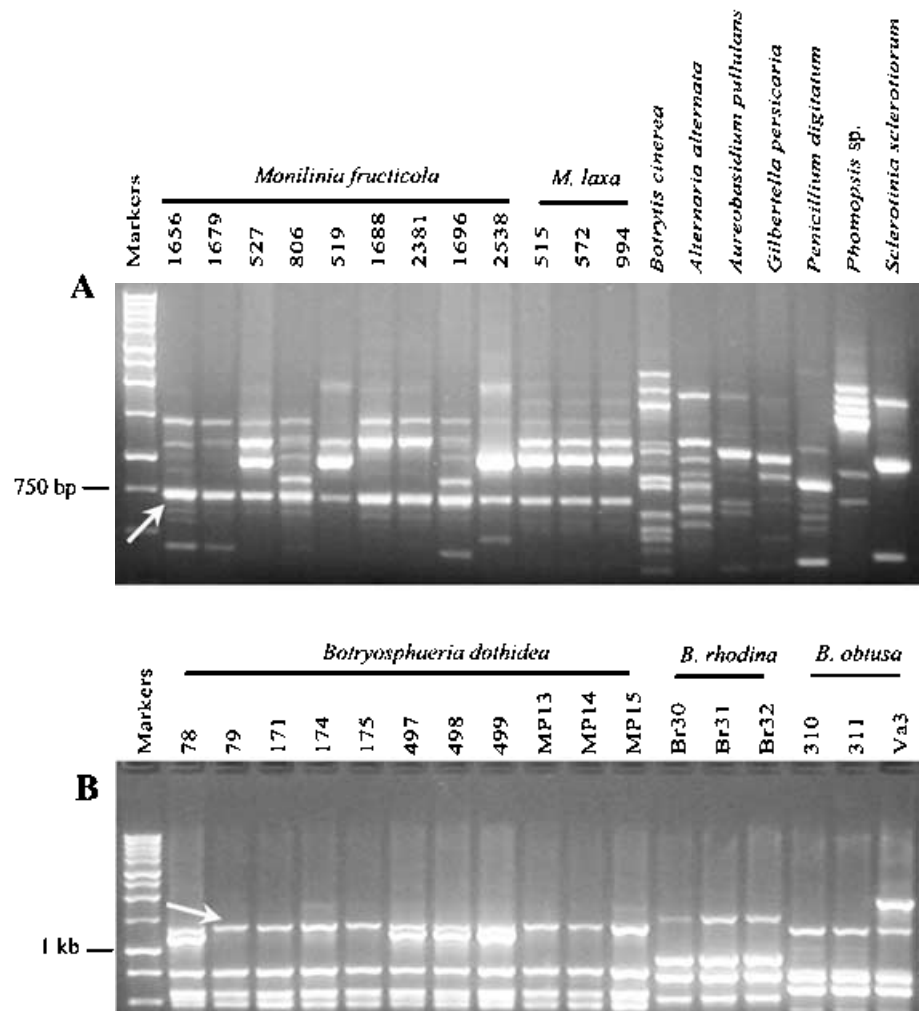 Monilinia fructicola
M. laxa
Markers
1656
1679
527
806
519
1688
2381
1696
2538
515
572
994
Botrytis cinerea
Alternaria alternata
Aureobasidium pullulans
Gilbertella persicaria
Penicillium digitatum
Phomopsis sp.
Sclerotinia sclerotiorum
A
750 bp
Botryosphaeria dothidea
B. rhodina
B. obtusa
Markers
78
79
171
174
175
497
498
499
MP13
MP14
MP15
Br30
Br31
Br32
310
311
Va3
B
1 kb